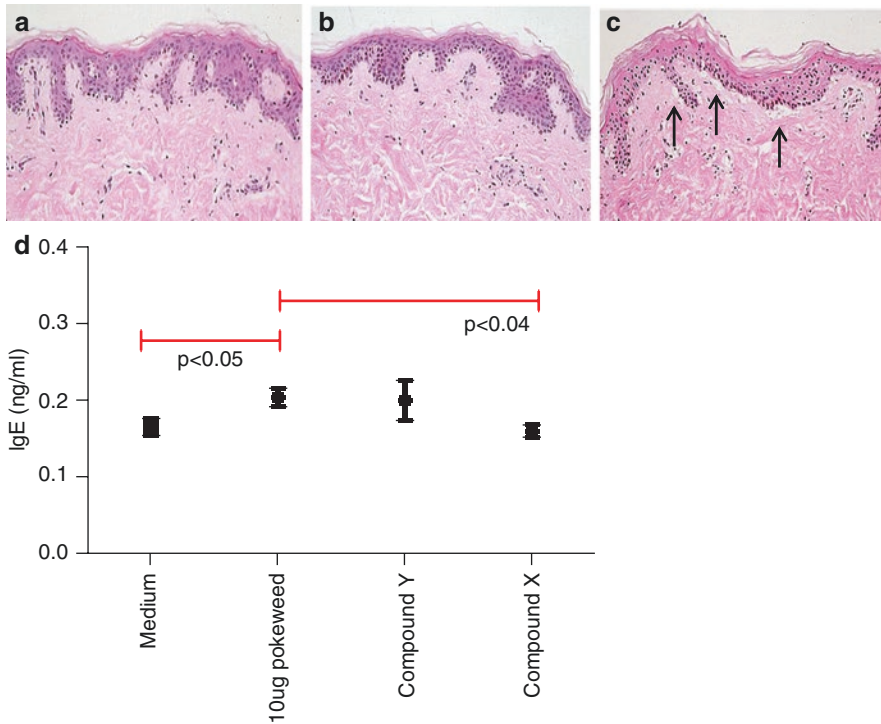 a
b
c
d
0.4
0.3
0.2
0.1
0.0
IgE (ng/ml)
p<0.05
p<0.04
Medium
10ug pokeweed
Compound Y
Compound X